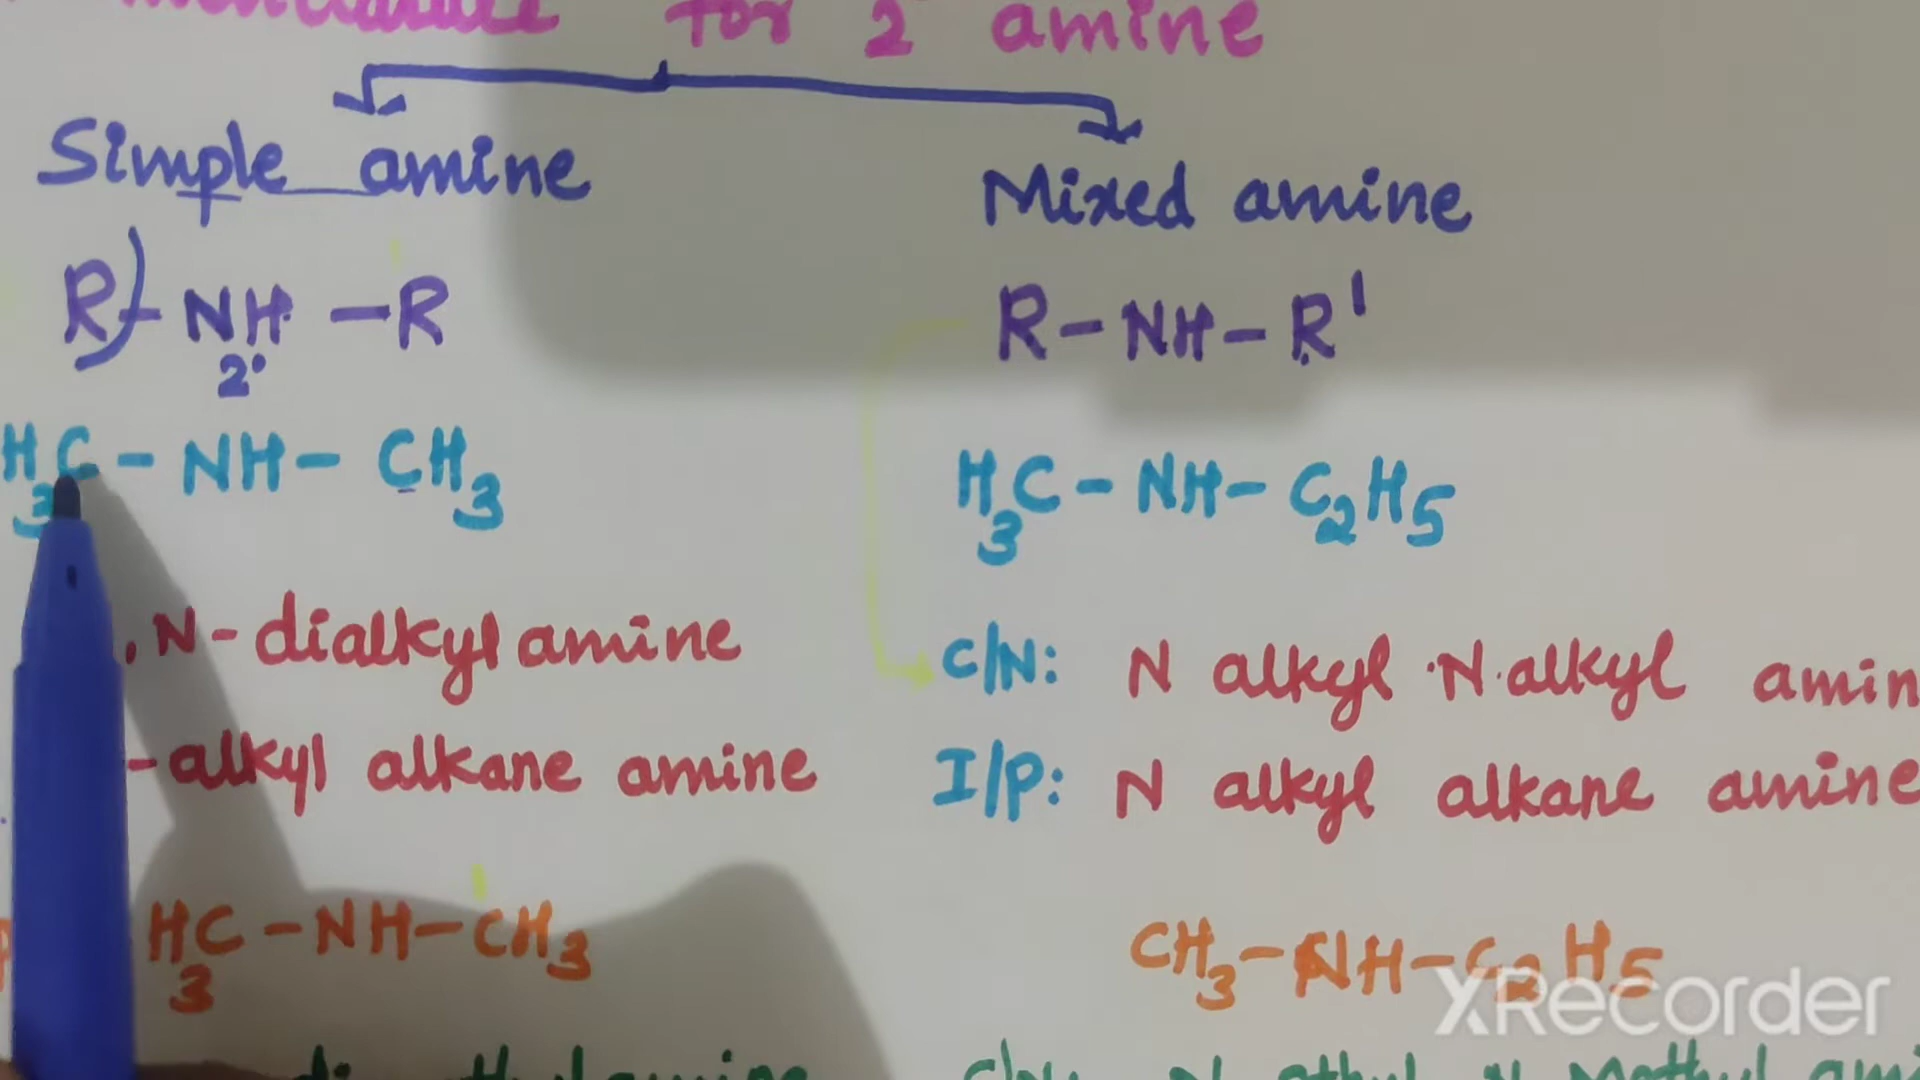 for 2° amine
Simple amine
R - NH - R
2°
H3C - NH - CH3
, N - dialkyl amine
- alkyl alkane amine
H3C - NH - CH3
Mixed amine
R - NH - R'
H3C - NH - C2H5
C/N: N alkyl N alkyl amin
I/P: N alkyl alkane amine
CH3 - NH - C2H5
XRecorder